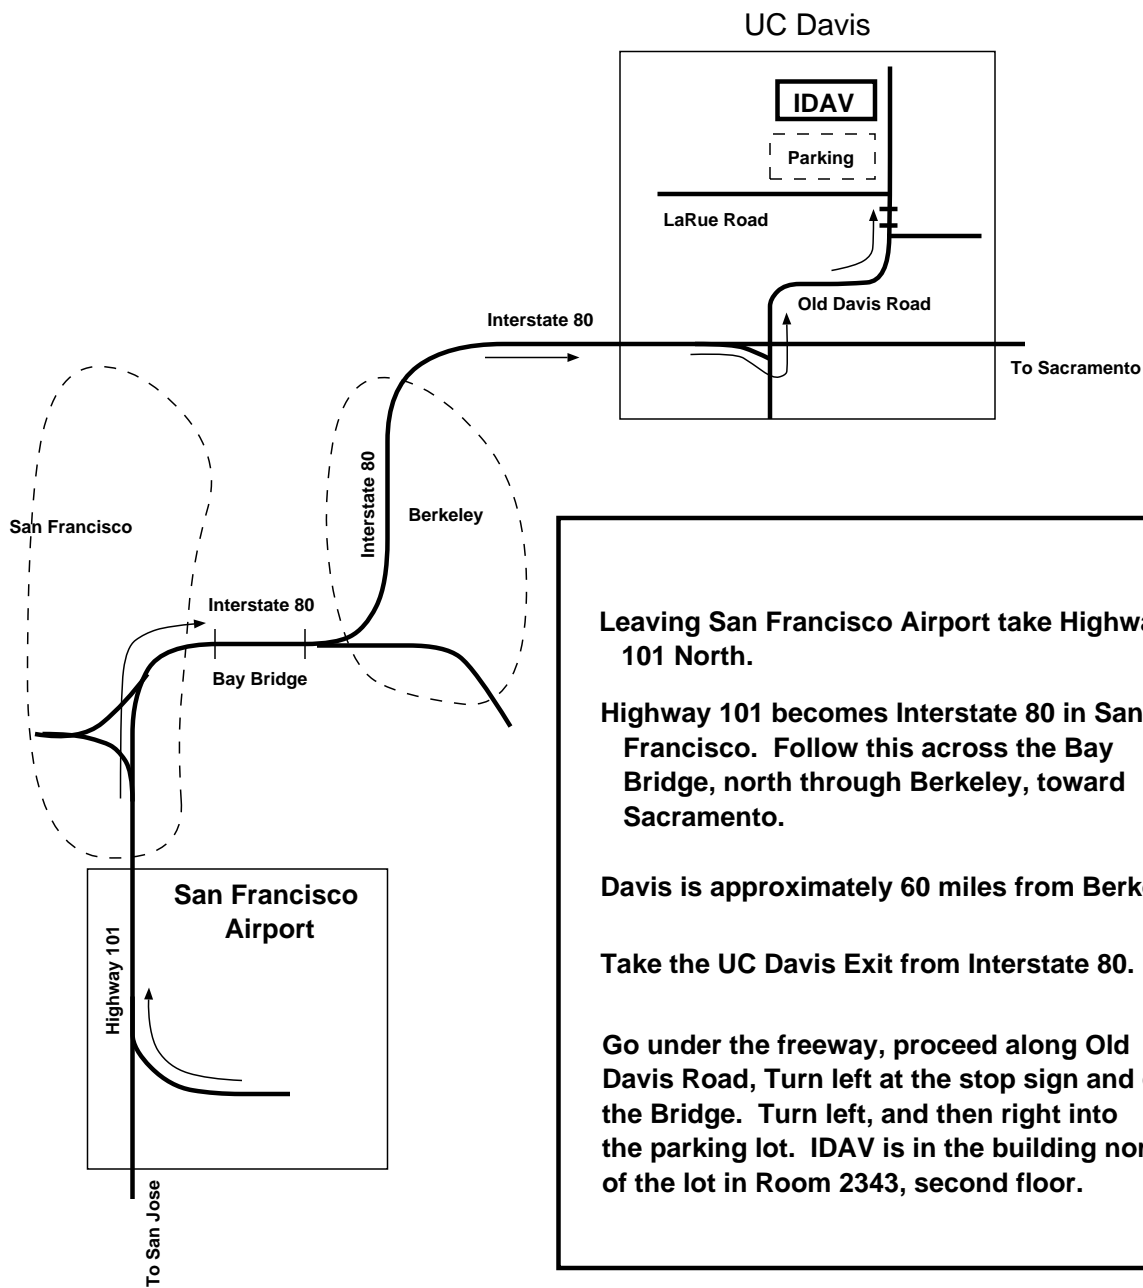 UC Davis
IDAV
Parking
LaRue Road
Old Davis Road
Interstate 80
To Sacramento
Interstate 80
Berkeley
San Francisco
Interstate 80
Bay Bridge
San Francisco
Airport
Highway 101
To San Jose
Leaving San Francisco Airport take
101 North.
Highway 101 becomes Interstate 80 in San
Francisco. Follow this across the Bay
Bridge, north through Berkeley, toward
Sacramento.
Davis is approximately 60 miles from
Take the UC Davis Exit from Interstate 80.
Go under the freeway, proceed along Old
Davis Road, Turn left at the stop sign and
the Bridge. Turn left, and then right into
the parking lot. IDAV is in the building
of the lot in Room 2343, second floor.